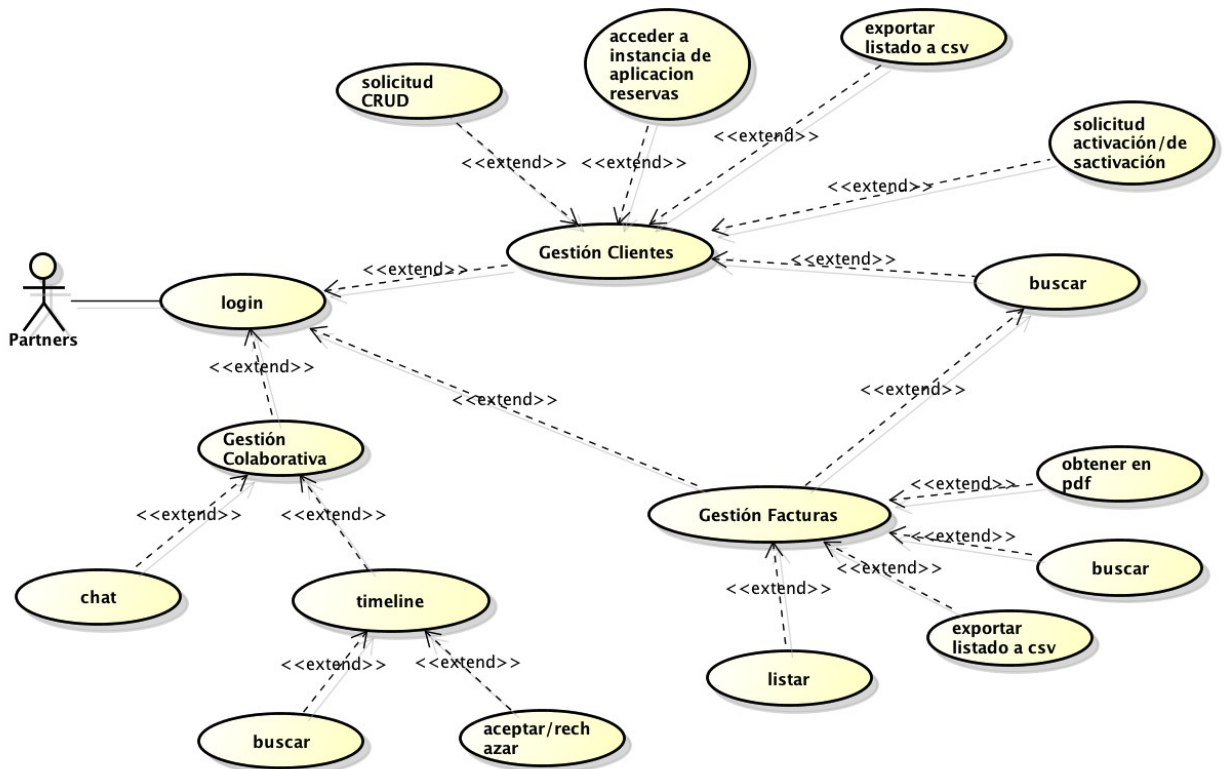 acceder a
instancia de
aplicacion
reservas
exportar
listado a csv
solicitud
CRUD
solicitud
activación/de
sactivación
<<extend>>
<<extend>>
<<extend>>
<<extend>>
Gestión Clientes
<<extend>>
<<extend>>
buscar
login
Partners
<<extend>>
<<extend>>
<<extend>>
Gestión
Colaborativa
obtener en
pdf
<<extend>>
<<extend>>
<<extend>>
Gestión Facturas
<<extend>>
buscar
<<extend>>
<<extend>>
chat
timeline
exportar
listado a csv
<<extend>>
<<extend>>
listar
buscar
aceptar/rech
azar